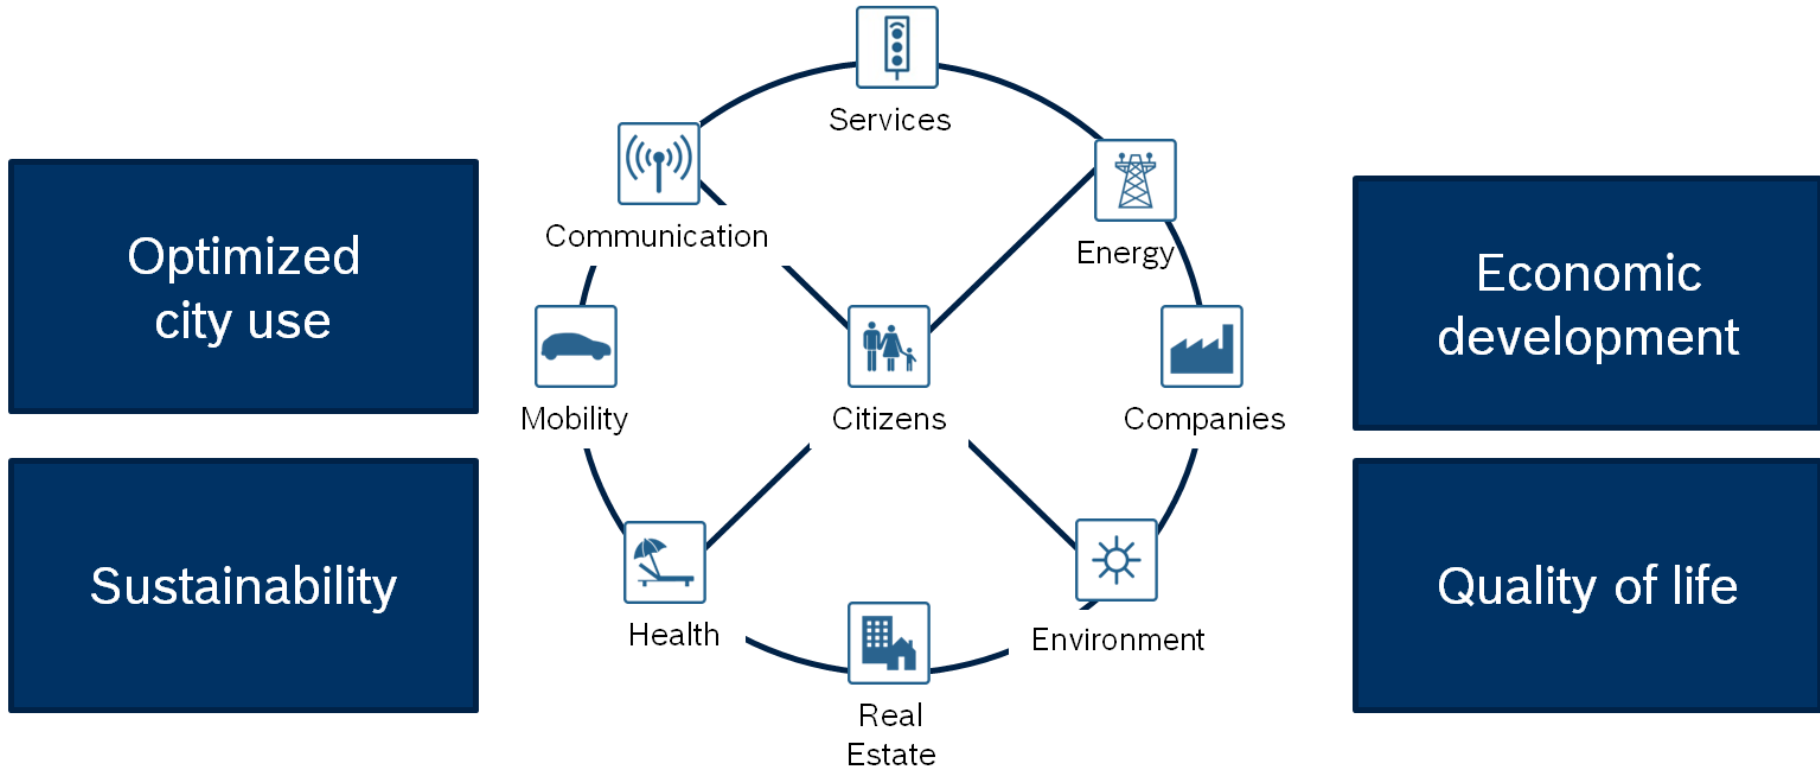 Services
Communication
Energy
Optimized
city use
Economic
development
Mobility
Citizens
Companies
Sustainability
Quality of life
Health
Environment
Real
Estate